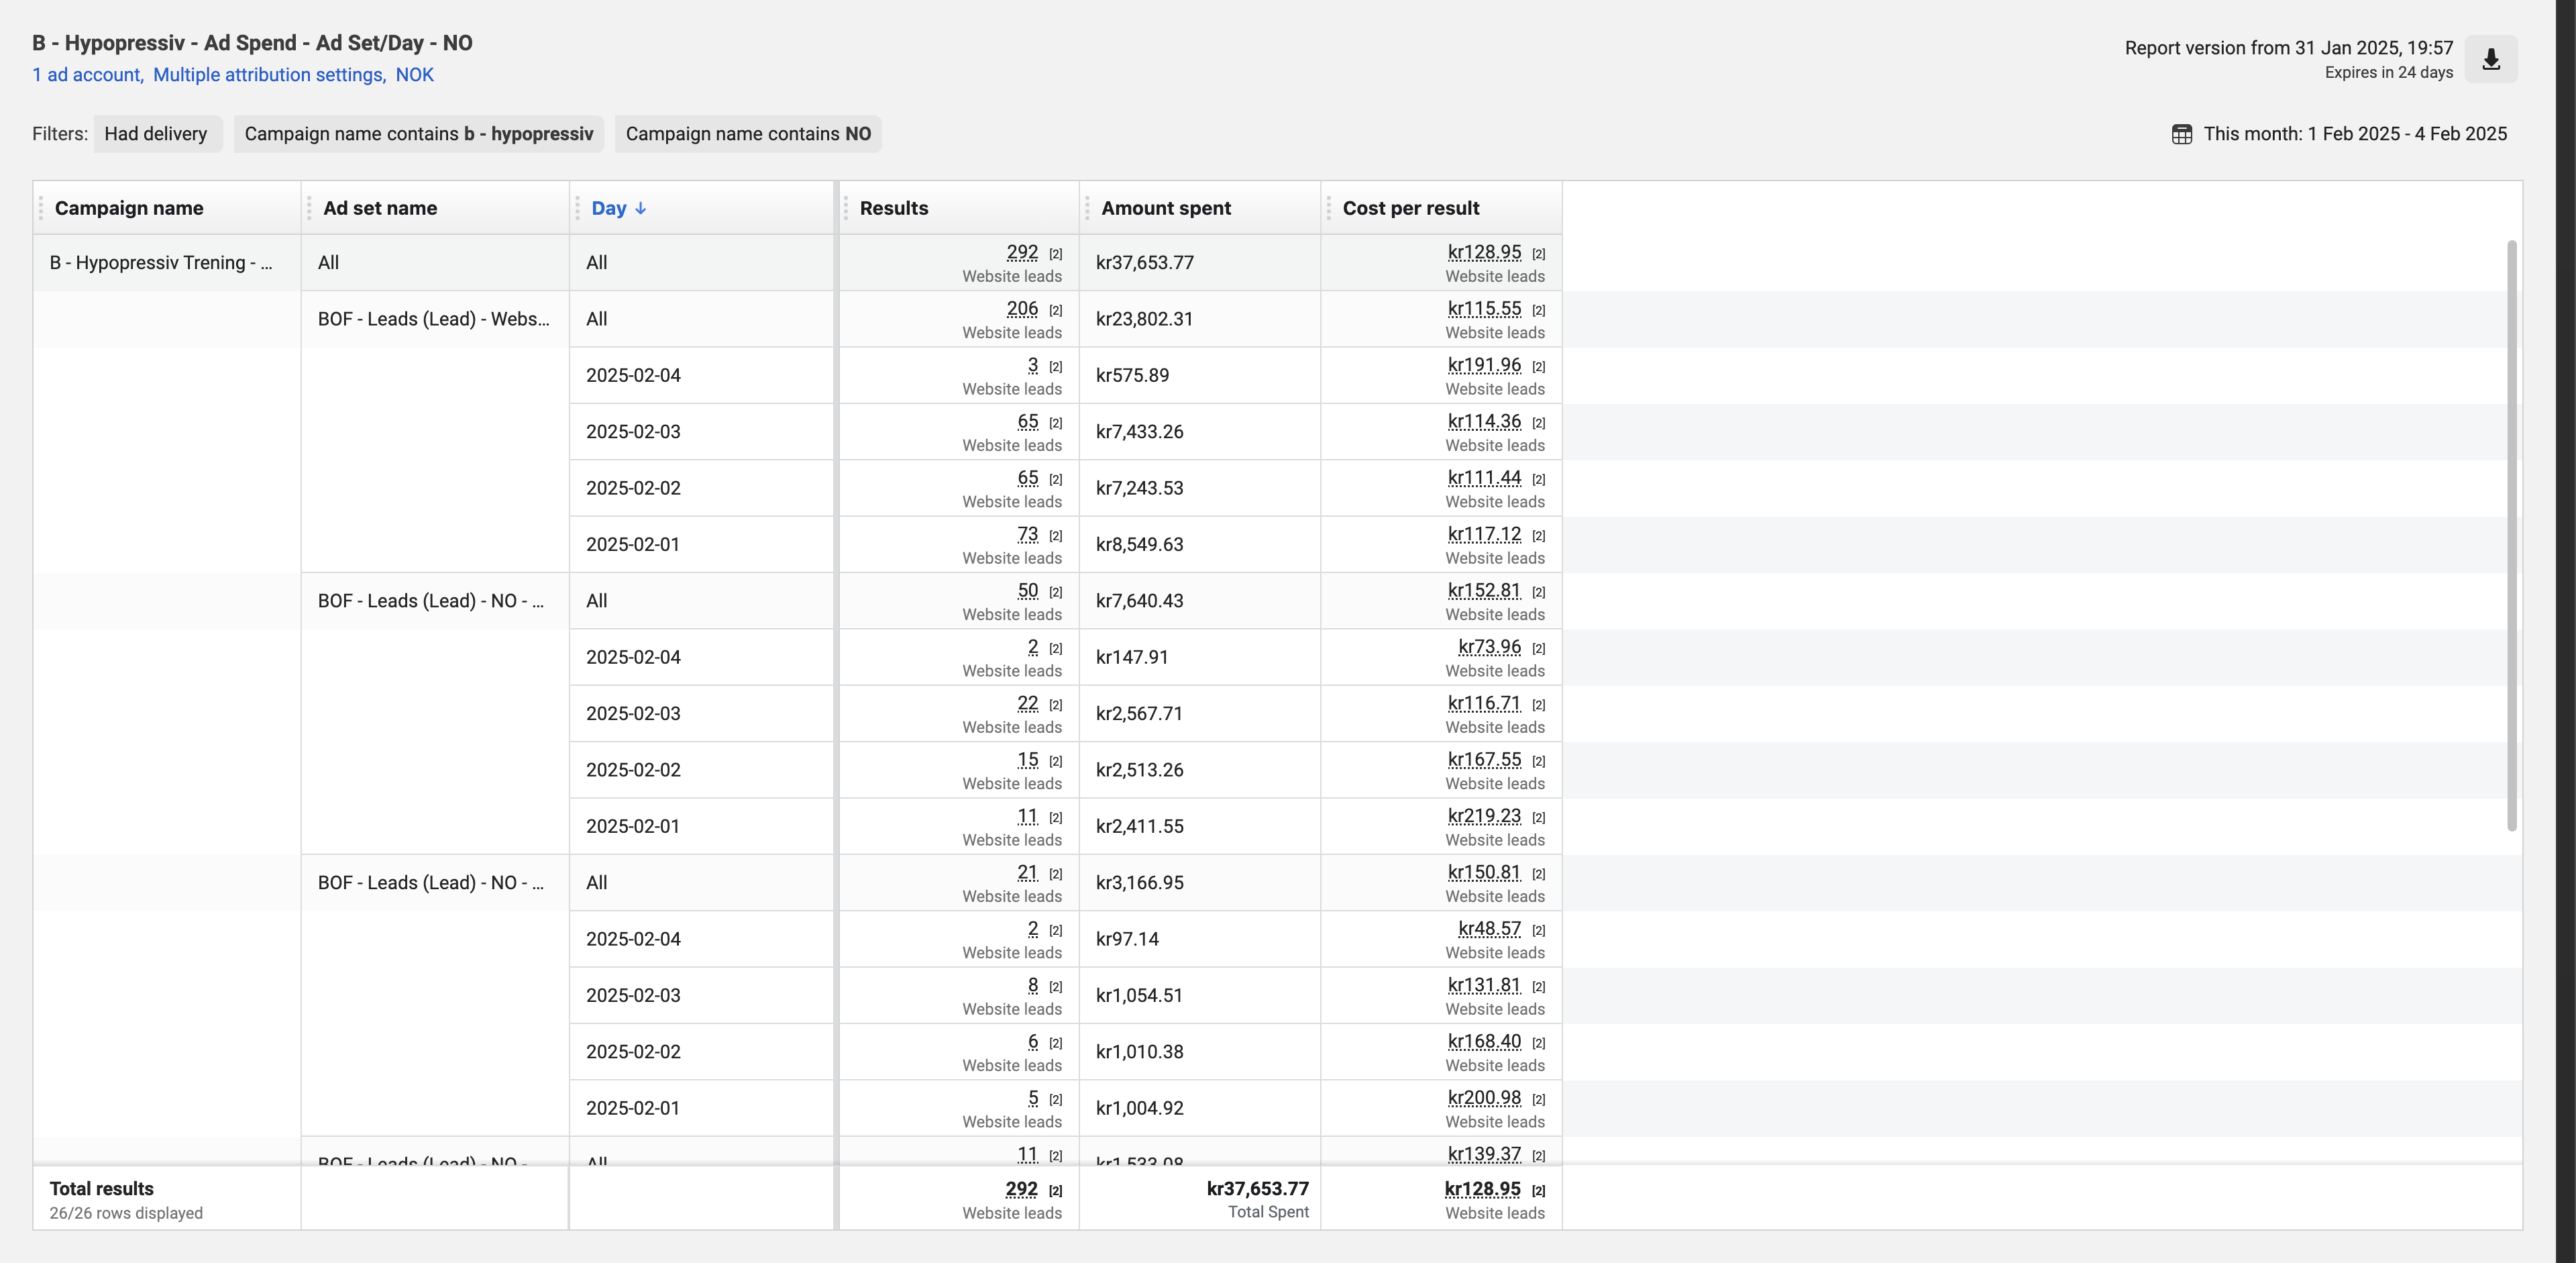 B - Hypopressiv - Ad Spend - Ad Set/Day - NO
1 ad account, Multiple attribution settings, NOK
Report version from 31 Jan 2025, 19:57
Expires in 24 days
Filters: Had delivery Campaign name contains b - hypopressiv Campaign name contains NO
This month: 1 Feb 2025 - 4 Feb 2025
Campaign name Ad set name Day ↓ Results Amount spent Cost per result
B - Hypopressiv Trening - ... All All 292 [2] kr37,653.77 kr128.95 [2]
Website leads Website leads
BOF - Leads (Lead) - Webs... All 206 [2] kr23,802.31 kr115.55 [2]
Website leads Website leads
2025-02-04 3 [2] kr575.89 kr191.96 [2]
Website leads Website leads
2025-02-03 65 [2] kr7,433.26 kr114.36 [2]
Website leads Website leads
2025-02-02 65 [2] kr7,243.53 kr111.44 [2]
Website leads Website leads
2025-02-01 73 [2] kr8,549.63 kr117.12 [2]
Website leads Website leads
BOF - Leads (Lead) - NO - ... All 50 [2] kr7,640.43 kr152.81 [2]
Website leads Website leads
2025-02-04 2 [2] kr147.91 kr73.96 [2]
Website leads Website leads
2025-02-03 22 [2] kr2,567.71 kr116.71 [2]
Website leads Website leads
2025-02-02 15 [2] kr2,513.26 kr167.55 [2]
Website leads Website leads
2025-02-01 11 [2] kr2,411.55 kr219.23 [2]
Website leads Website leads
BOF - Leads (Lead) - NO - ... All 21 [2] kr3,166.95 kr150.81 [2]
Website leads Website leads
2025-02-04 2 [2] kr97.14 kr48.57 [2]
Website leads Website leads
2025-02-03 8 [2] kr1,054.51 kr131.81 [2]
Website leads Website leads
2025-02-02 6 [2] kr1,010.38 kr168.40 [2]
Website leads Website leads
2025-02-01 5 [2] kr1,004.92 kr200.98 [2]
Website leads Website leads
BOF - Leads (Lead) - NO - All 11 [2] kr1,533.08 kr139.37 [2]
Total results 292 [2] kr37,653.77 kr128.95 [2]
26/26 rows displayed Website leads Total Spent Website leads